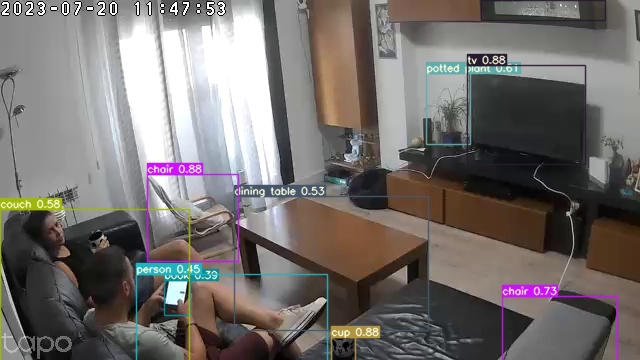 2023-07-20 11:47:53
tv 0.88
potted plant 0.61
chair 0.88
dining table 0.53
couch 0.58
person 0.45
book 0.39
chair 0.73
cup 0.88
tapo